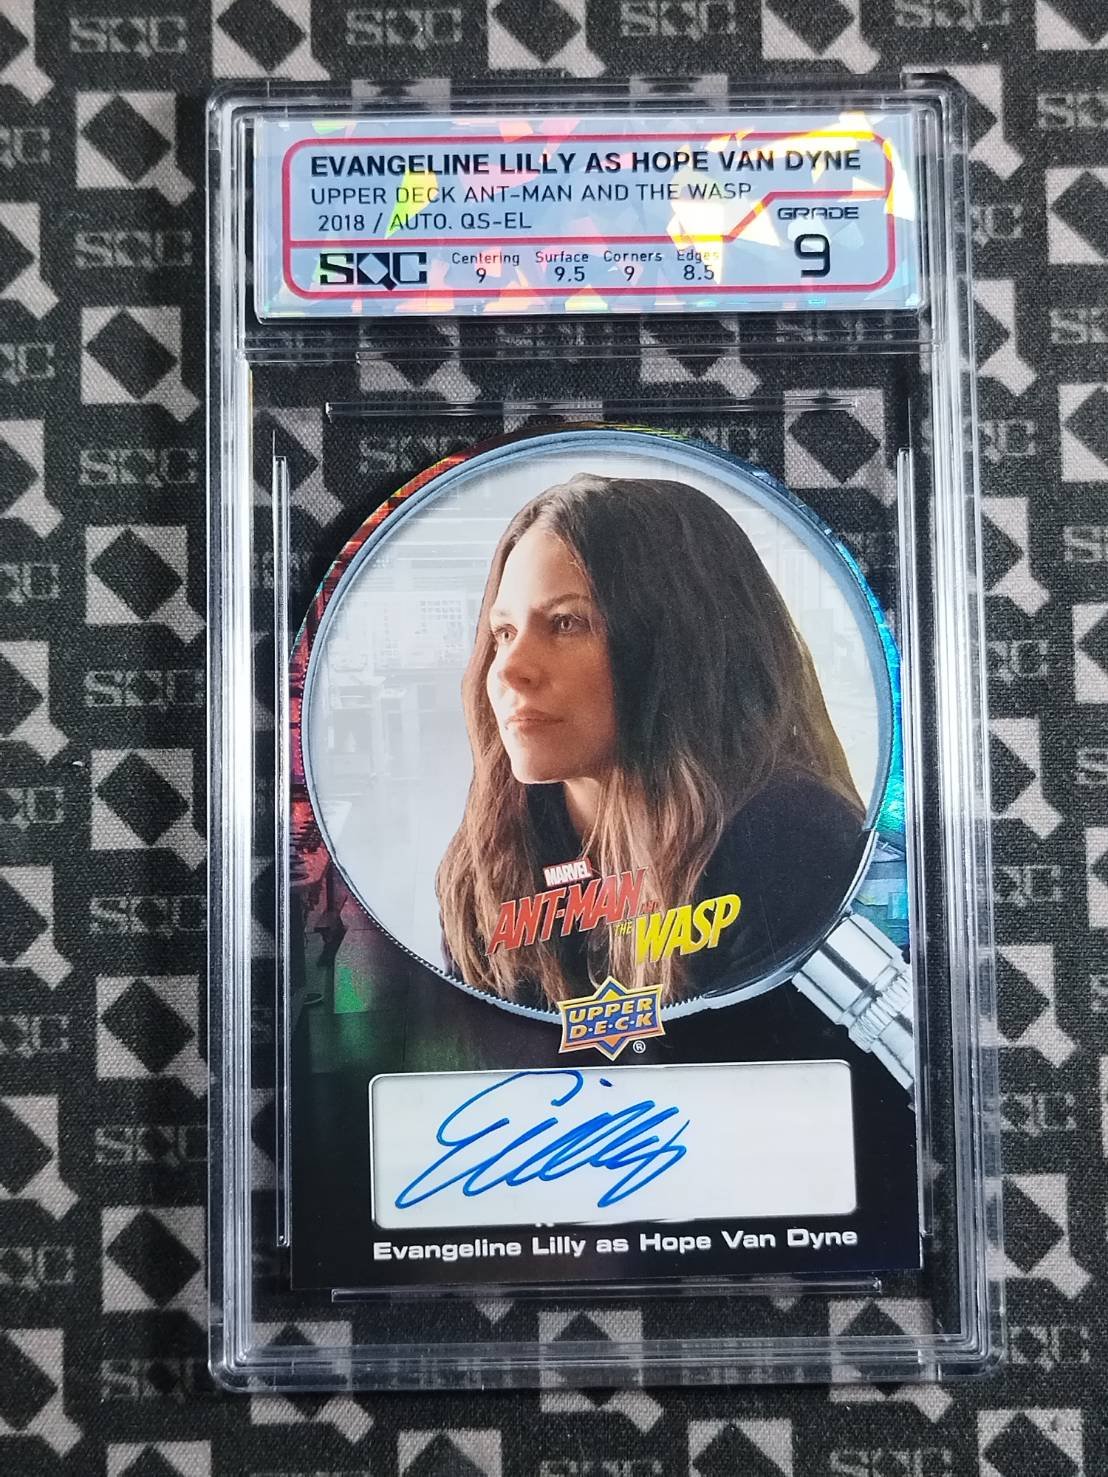 EVANGELINE LILLY AS HOPE VAN DYNE
UPPER DECK ANT-MAN AND THE WASP
2018 / AUTO. QS-EL
GRADE
9
SQC
Centering Surface Corners Edges
9 9.5 9 8.5
MARVEL
ANT-MAN
AND
THE WASP
UPPER
D·E·C·K
®
Evangeline Lilly as Hope Van Dyne